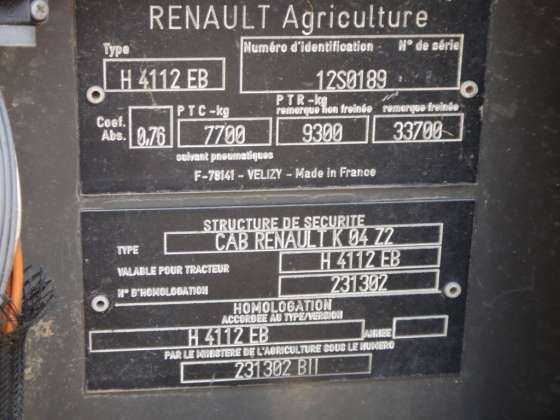 RENAULT Agriculture
Type Numéro d'identification N° de série
H 4112 EB 12S0189
Coef. Abs. 0,76
PTC-kg PTR-kg
remorque non freinée remorque freinée
7700 9300 33700
suivant pneumatiques
F-78141 - VELIZY - Made in France
STRUCTURE DE SECURITE
TYPE CAB RENAULT K 04 Z2
VALABLE POUR TRACTEUR H 4112 EB
N° D'HOMOLOGATION 231302
HOMOLOGATION
ACCORDEE AU TYPE/VERSION
H 4112 EB ANNEE
PAR LE MINISTERE DE L'AGRICULTURE SOUS LE NUMERO
231302 B11